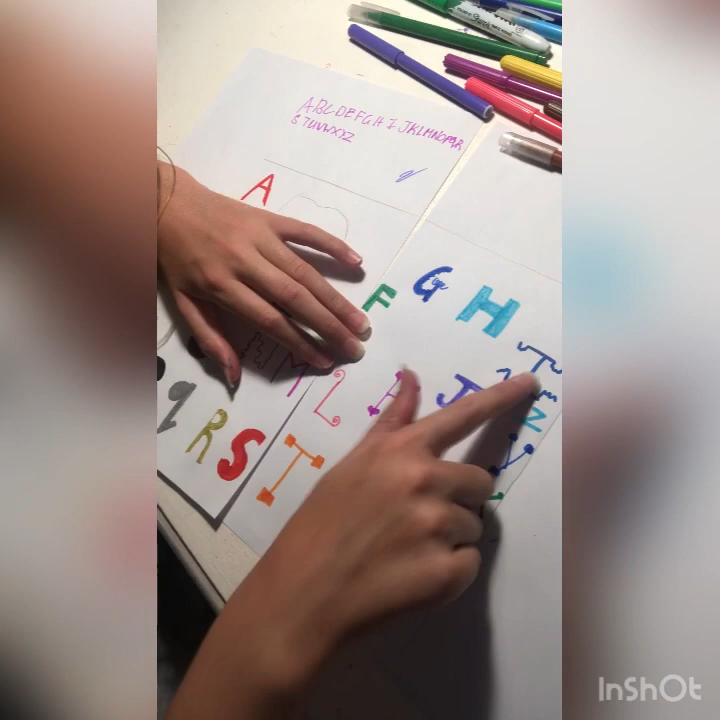 ABCDEFGHIJKLMNOPQR
STUVWXYZ
A
F G H I
M L J Z
q R S I
InShOt